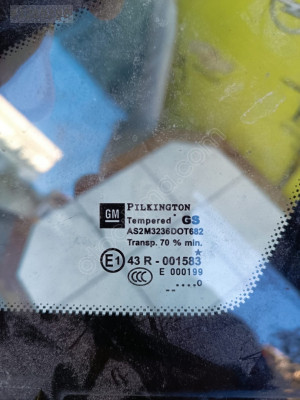 GM PILKINGTON
Tempered GS
AS2M3236DOT682
Transp. 70 % min.
E1 43 R - 001583
CCC E 000199